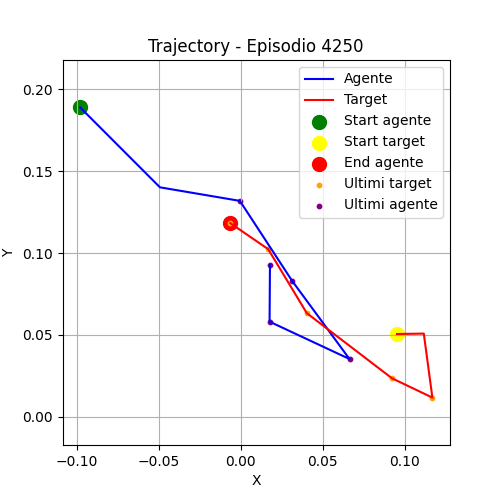 Trajectory - Episodio 4250
Agente
Target
Start agente
Start target
End agente
Ultimi target
Ultimi agente
Y
0.20
0.15
0.10
0.05
0.00
−0.10
−0.05
0.00
0.05
0.10
X